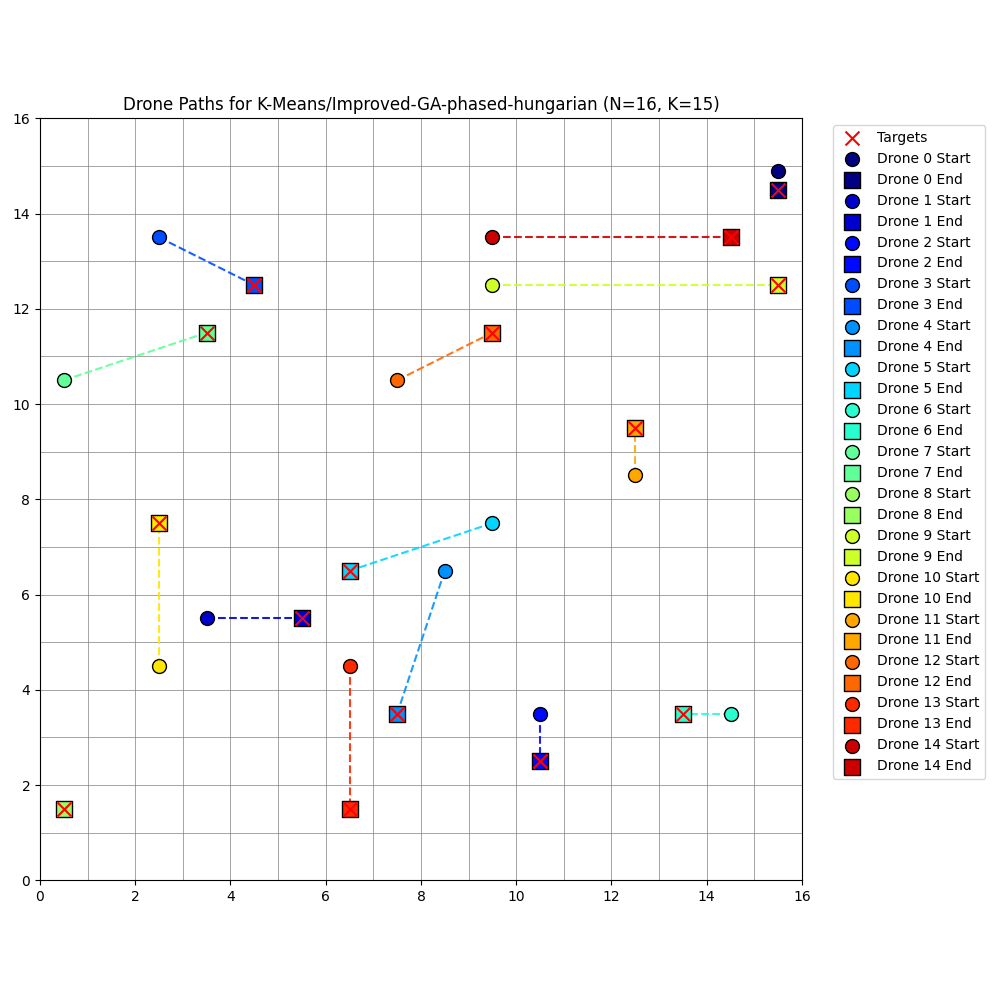 Drone Paths for K-Means/Improved-GA-phased-hungarian (N=16, K=15)
16
14
12
10
8
6
4
2
0
0 2 4 6 8 10 12 14 16
Targets
Drone 0 Start
Drone 0 End
Drone 1 Start
Drone 1 End
Drone 2 Start
Drone 2 End
Drone 3 Start
Drone 3 End
Drone 4 Start
Drone 4 End
Drone 5 Start
Drone 5 End
Drone 6 Start
Drone 6 End
Drone 7 Start
Drone 7 End
Drone 8 Start
Drone 8 End
Drone 9 Start
Drone 9 End
Drone 10 Start
Drone 10 End
Drone 11 Start
Drone 11 End
Drone 12 Start
Drone 12 End
Drone 13 Start
Drone 13 End
Drone 14 Start
Drone 14 End